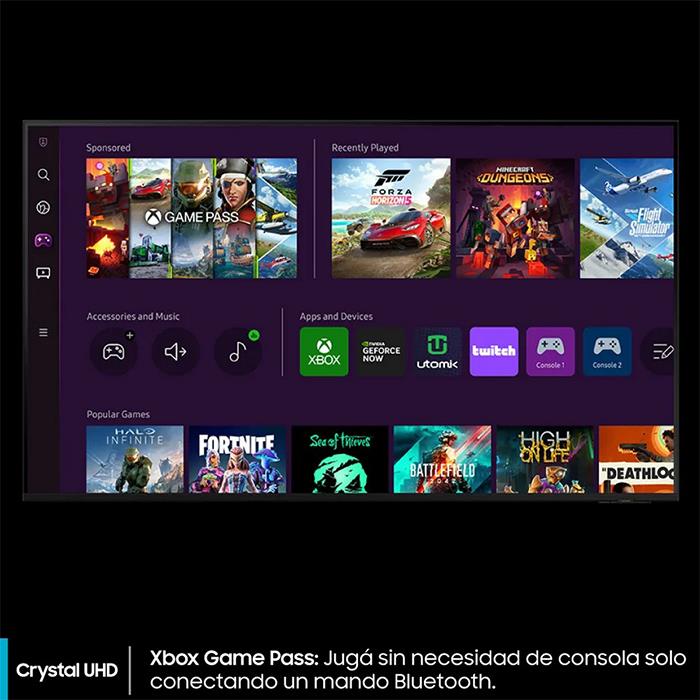 Sponsored
Recently Played
XBOX GAME PASS
FORZA
HORIZON 5
MINECRAFT
DUNGEONS
Microsoft
Flight
Simulator
Accessories and Music
Apps and Devices
XBOX
NVIDIA
GEFORCE
NOW
utomik
twitch
Console 1
Console 2
Popular Games
HALO
INFINITE
FORTNITE
Sea of Thieves
BATTLEFIELD
2042
HIGH
ON LIFE
"DEATHLOO
Crystal UHD
Xbox Game Pass: Jugá sin necesidad de consola solo
conectando un mando Bluetooth.